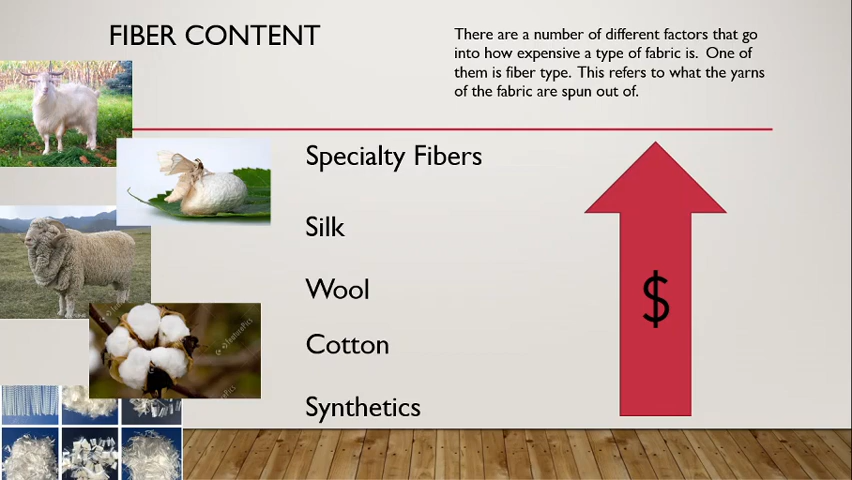 FIBER CONTENT
There are a number of different factors that go
into how expensive a type of fabric is. One of
them is fiber type. This refers to what the yarns
of the fabric are spun out of.
Specialty Fibers
Silk
Wool
$
Cotton
Synthetics